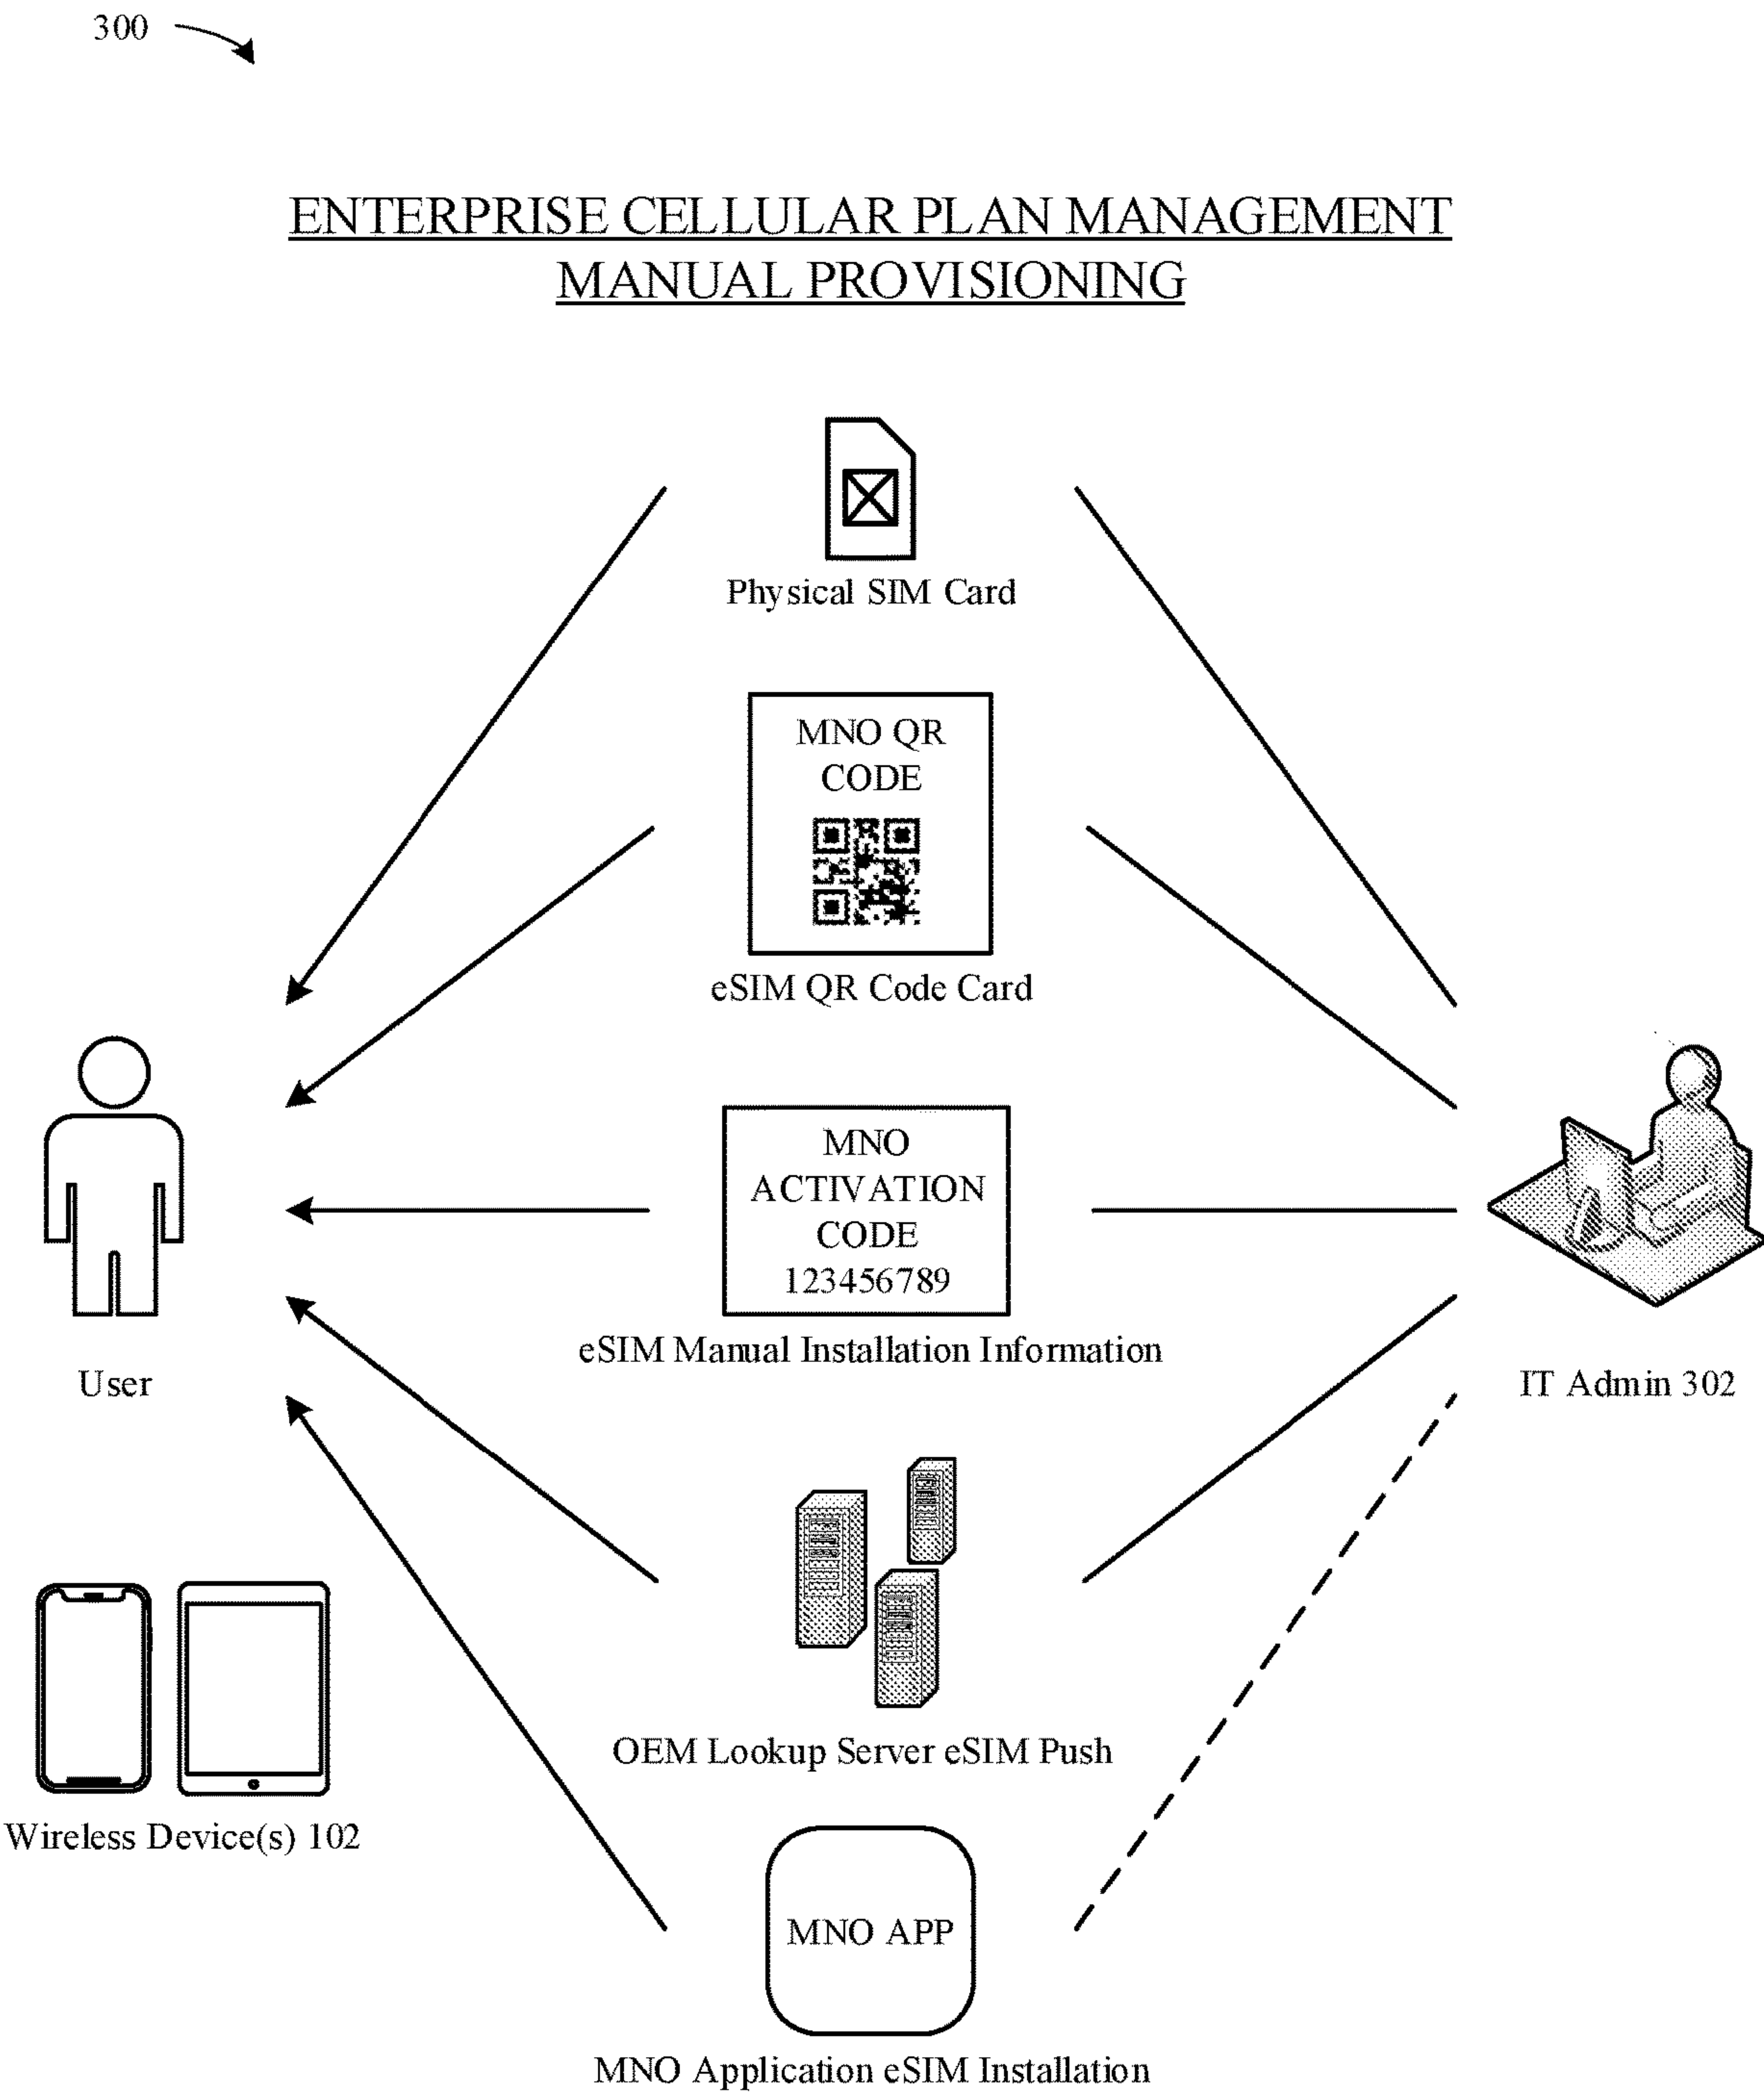 300
ENTERPRISE CELLULAR PLAN MANAGEMENT
MANUAL PROVISIONING
Physical SIM Card
MNO QR
CODE
eSIM QR Code Card
MNO
ACTIVATION
CODE
123456789
eSIM Manual Installation Information
User
IT Admin 302
OEM Lookup Server eSIM Push
Wireless Device(s) 102
MNO APP
MNO Application eSIM Installation